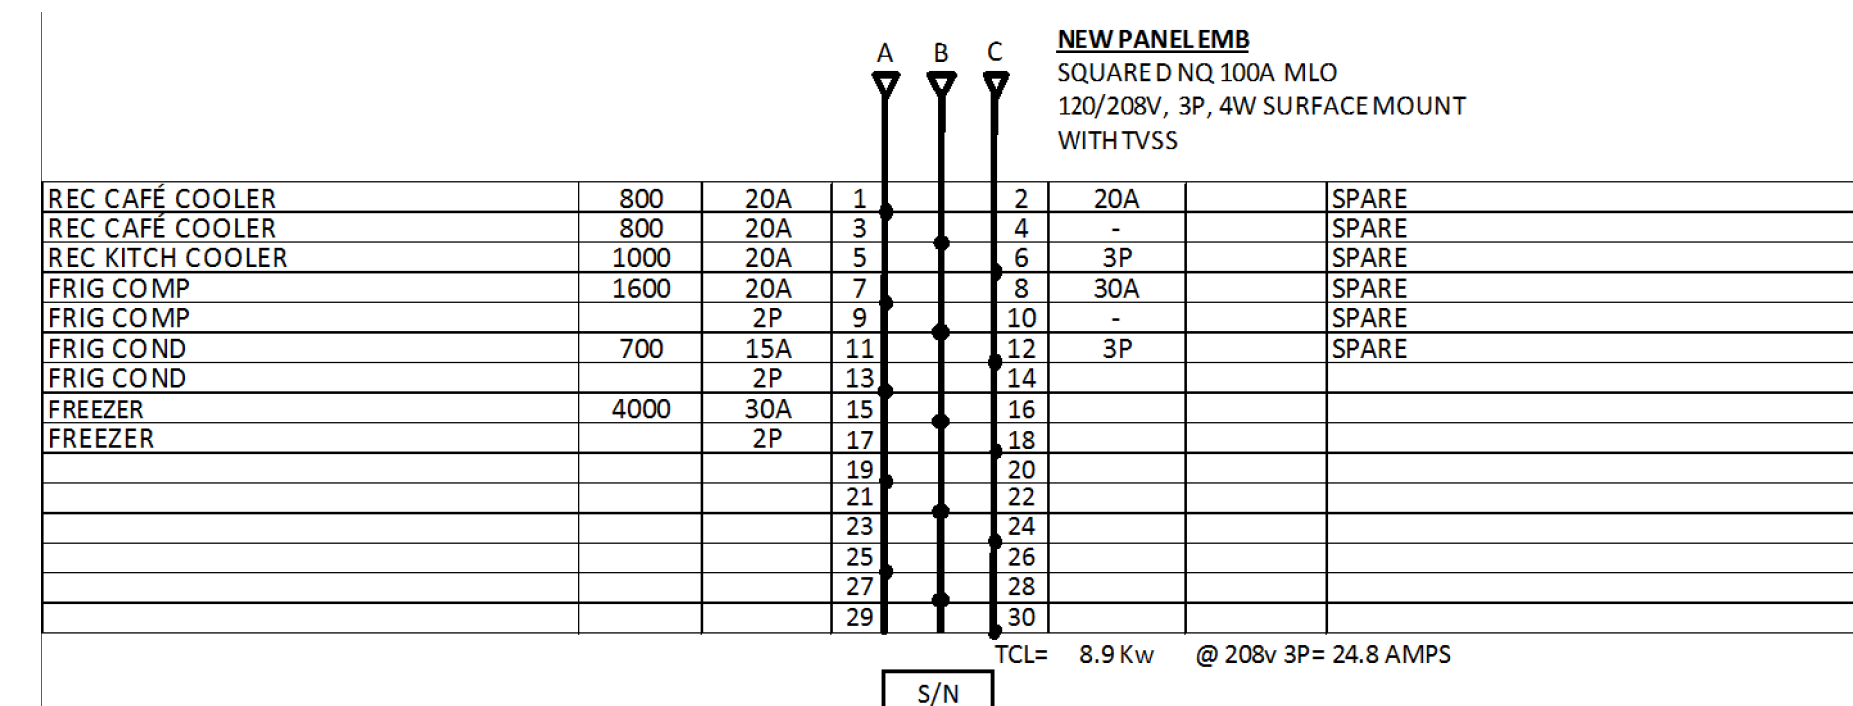 A B C
NEW PANEL EMB
SQUARE D NQ 100A MLO
120/208V, 3P, 4W SURFACE MOUNT
WITH TVSS
REC CAFÉ COOLER 800 20A 1 2 20A SPARE
REC CAFÉ COOLER 800 20A 3 4 - SPARE
REC KITCH COOLER 1000 20A 5 6 3P SPARE
FRIG COMP 1600 20A 7 8 30A SPARE
FRIG COMP 2P 9 10 - SPARE
FRIG COND 700 15A 11 12 3P SPARE
FRIG COND 2P 13 14
FREEZER 4000 30A 15 16
FREEZER 2P 17 18
19 20
21 22
23 24
25 26
27 28
29 30
TCL= 8.9 Kw @ 208v 3P= 24.8 AMPS
S/N